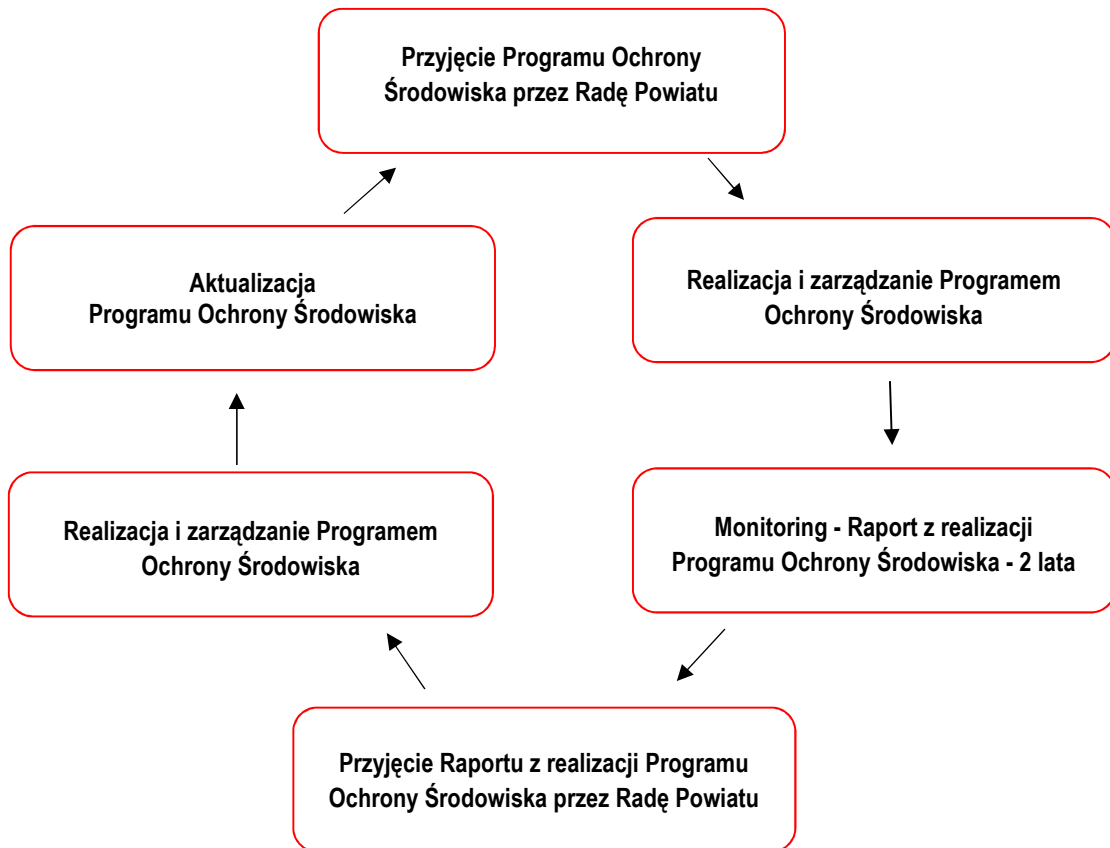 Przyjęcie Programu Ochrony
Środowiska przez Radę Powiatu
Aktualizacja
Programu Ochrony Środowiska
Realizacja i zarządzanie Programem
Ochrony Środowiska
Realizacja i zarządzanie Programem
Ochrony Środowiska
Monitoring - Raport z realizacji
Programu Ochrony Środowiska - 2 lata
Przyjęcie Raportu z realizacji Programu
Ochrony Środowiska przez Radę Powiatu